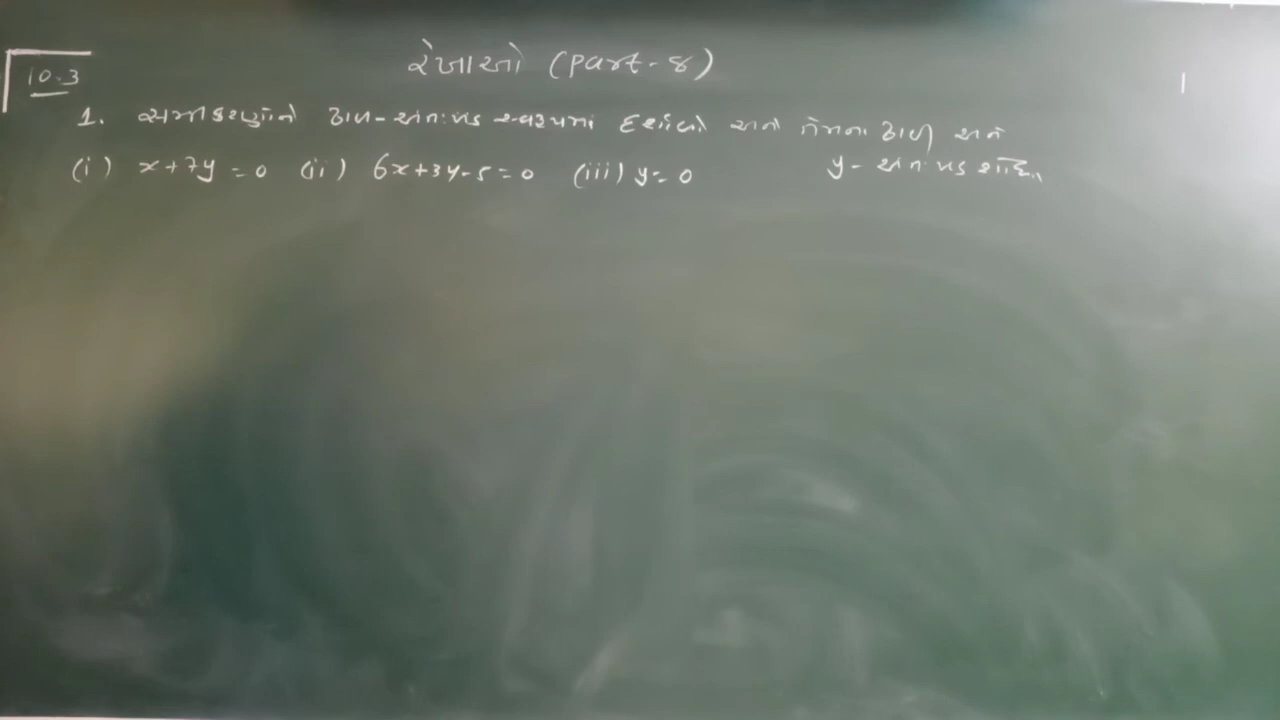 10.3
રેખાઓ (part-8)
1. સમીકરણોને ઢાળ-અંતઃખંડ સ્વરૂપમાં દર્શાવો અને તેમના ઢાળ અને
(i) x+7y=0 (ii) 6x+3y-5=0 (iii) y=0 y-અંતઃખંડ શોધો.